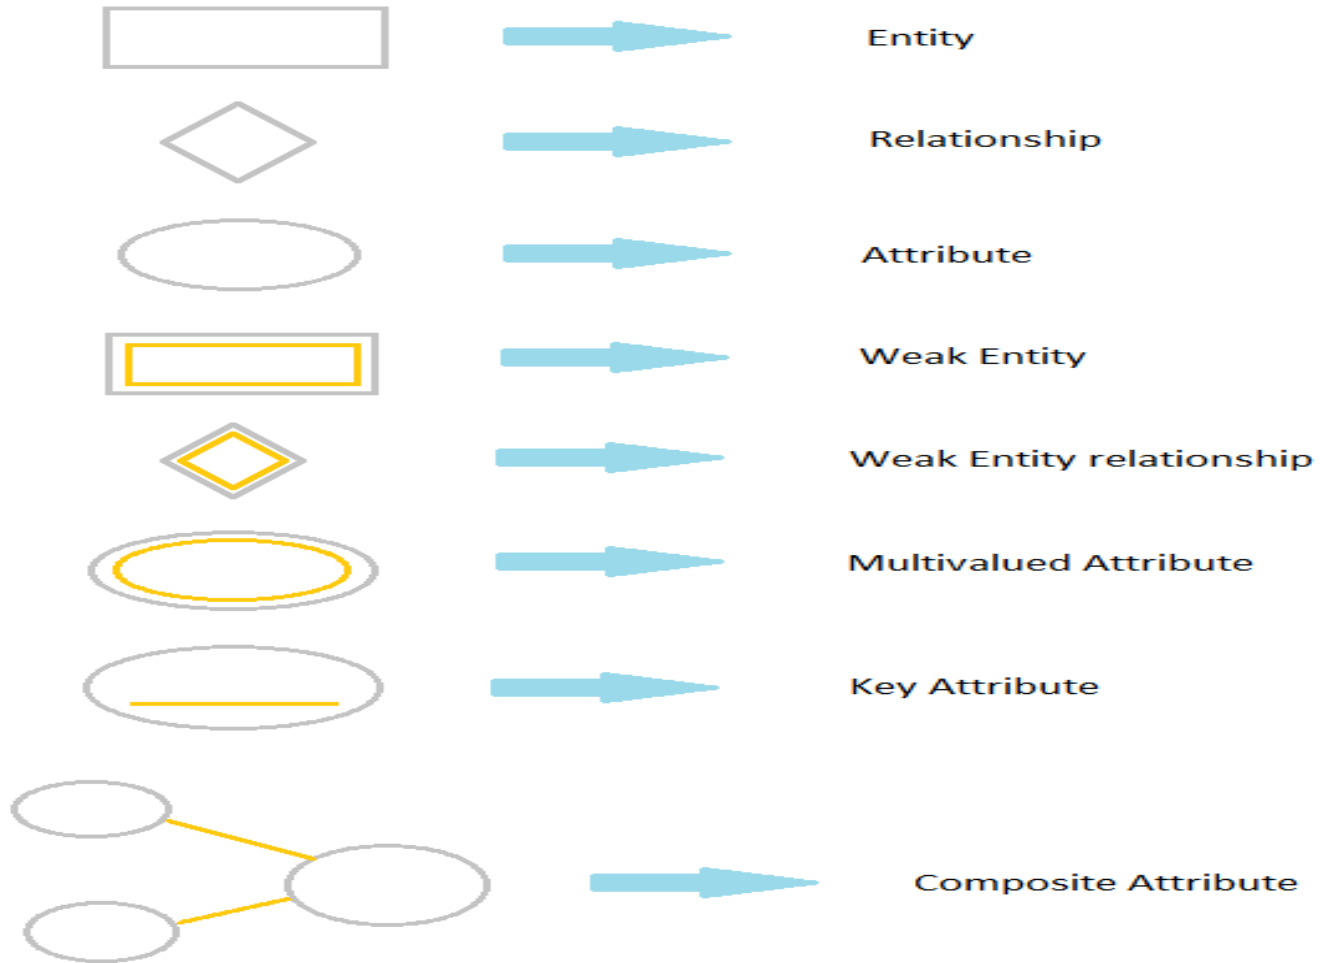 Entity
Relationship
Attribute
Weak Entity
Weak Entity relationship
Multivalued Attribute
Key Attribute
Composite Attribute